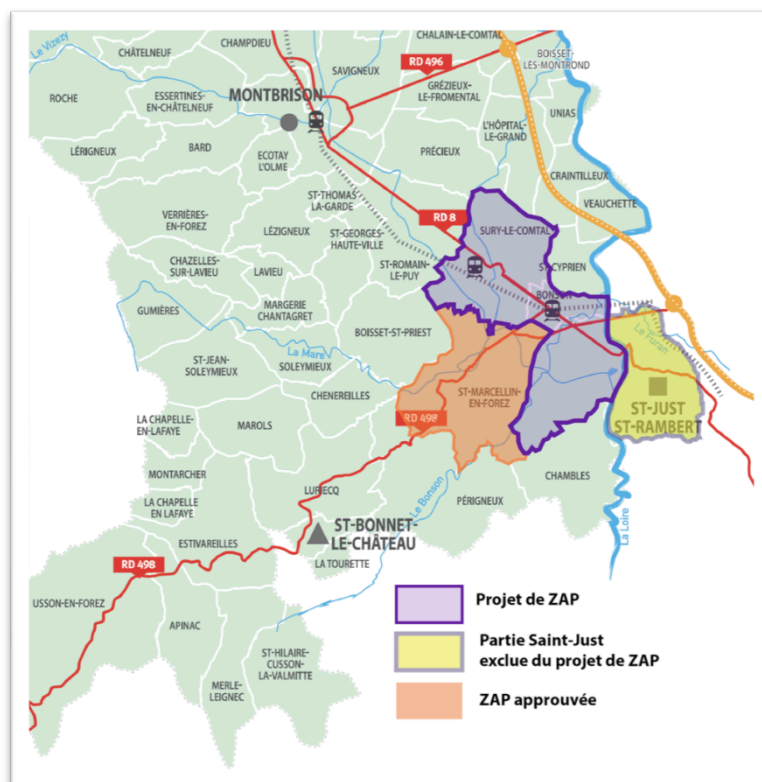 CHALAIN-LE-COMTAL
Le Vizezy
CHAMPDIEU
CHÂTELNEUF
BOISSET-
LÈS-MONTROND
RD 496
SAVIGNEUX
GRÉZIEUX-
LE-FROMENTAL
ROCHE
ESSERTINES-
EN-CHÂTELNEUF
MONTBRISON
UNIAS
L'HÔPITAL-
LE-GRAND
LÉRIGNEUX
BARD
ECOTAY
L'OLME
PRÉCIEUX
CRAINTILLEUX
ST-THOMAS
LA-GARDE
VEAUCHETTE
VERRIÈRES-
EN-FOREZ
LÉZIGNEUX
ST-GEORGES-
HAUTE-VILLE
RD 8
SURY-LE-COMTAL
CHAZELLES-
SUR-LAVIEU
LAVIEU
ST-ROMAIN-
LE-PUY
ST-CYPRIEN
BONSON
GUMIÈRES
MARGERIE
CHANTAGRET
BOISSET-ST-PRIEST
Le Furan
La Mare
ST-JEAN-
SOLEYMIEUX
SOLEYMIEUX
CHENEREILLES
ST-MARCELLIN-
EN-FOREZ
ST-JUST
ST-RAMBERT
LA CHAPELLE-
EN-LAFAYE
MAROLS
RD 498
MONTARCHER
CHAMBLES
LURIECQ
Le Bonson
PÉRIGNEUX
LA CHAPELLE
EN LAFAYE
ST-BONNET-
LE-CHÂTEAU
La Loire
ESTIVAREILLES
LA TOURETTE
RD 498
USSON-EN-FOREZ
APINAC
ST-HILAIRE-
CUSSON-
LA-VALMITTE
MERLE-
LEIGNEC
Projet de ZAP
Partie Saint-Just
exclue du projet de ZAP
ZAP approuvée